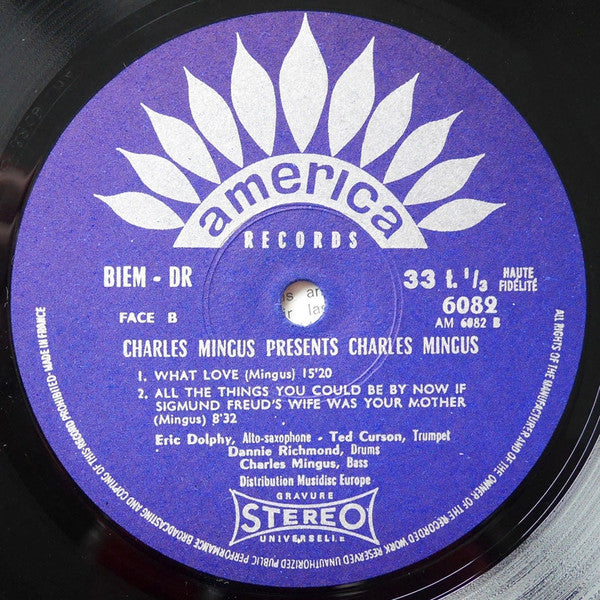 america
RECORDS
BIEM - DR
33 t. 1/3 HAUTE FIDÉLITÉ
6082
FACE B
AM 6082 B
CHARLES MINGUS PRESENTS CHARLES MINGUS
1. WHAT LOVE (Mingus) 15'20
2. ALL THE THINGS YOU COULD BE BY NOW IF
SIGMUND FREUD'S WIFE WAS YOUR MOTHER
(Mingus) 8'32
Eric Dolphy, Alto-saxophone - Ted Curson, Trumpet
Dannie Richmond, Drums
Charles Mingus, Bass
Distribution Musidisc Europe
GRAVURE
STEREO
UNIVERSELLE
ALL RIGHTS OF THE MANUFACTURER AND OF THE OWNER OF THE RECORDED WORK RESERVED UNAUTHORIZED PUBLIC PERFORMANCE BROADCASTING AND COPYING OF THIS RECORD PROHIBITED - MADE IN FRANCE